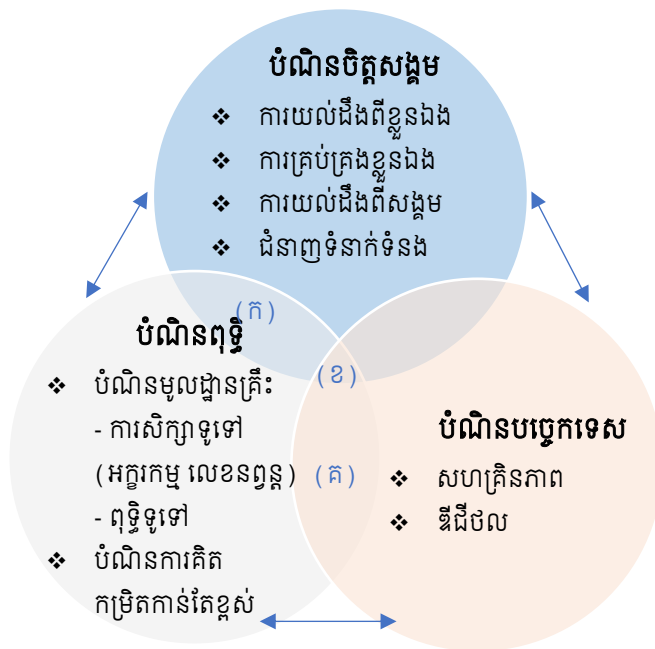 បំណិនចិត្តសង្គម
❖ ការយល់ដឹងពីខ្លួនឯង
❖ ការគ្រប់គ្រងខ្លួនឯង
❖ ការយល់ដឹងពីសង្គម
❖ ជំនាញទំនាក់ទំនង
(ក)
បំណិនពុទ្ធិ
❖ បំណិនមូលដ្ឋានគ្រឹះ
- ការសិក្សាទូទៅ
(អក្ខរកម្ម លេខនព្វន្ត)
- ពុទ្ធិទូទៅ
❖ បំណិនការគិត
កម្រិតកាន់តែខ្ពស់
(ខ)
(គ)
បំណិនបច្ចេកទេស
❖ សហគ្រិនភាព
❖ ឌីជីថល